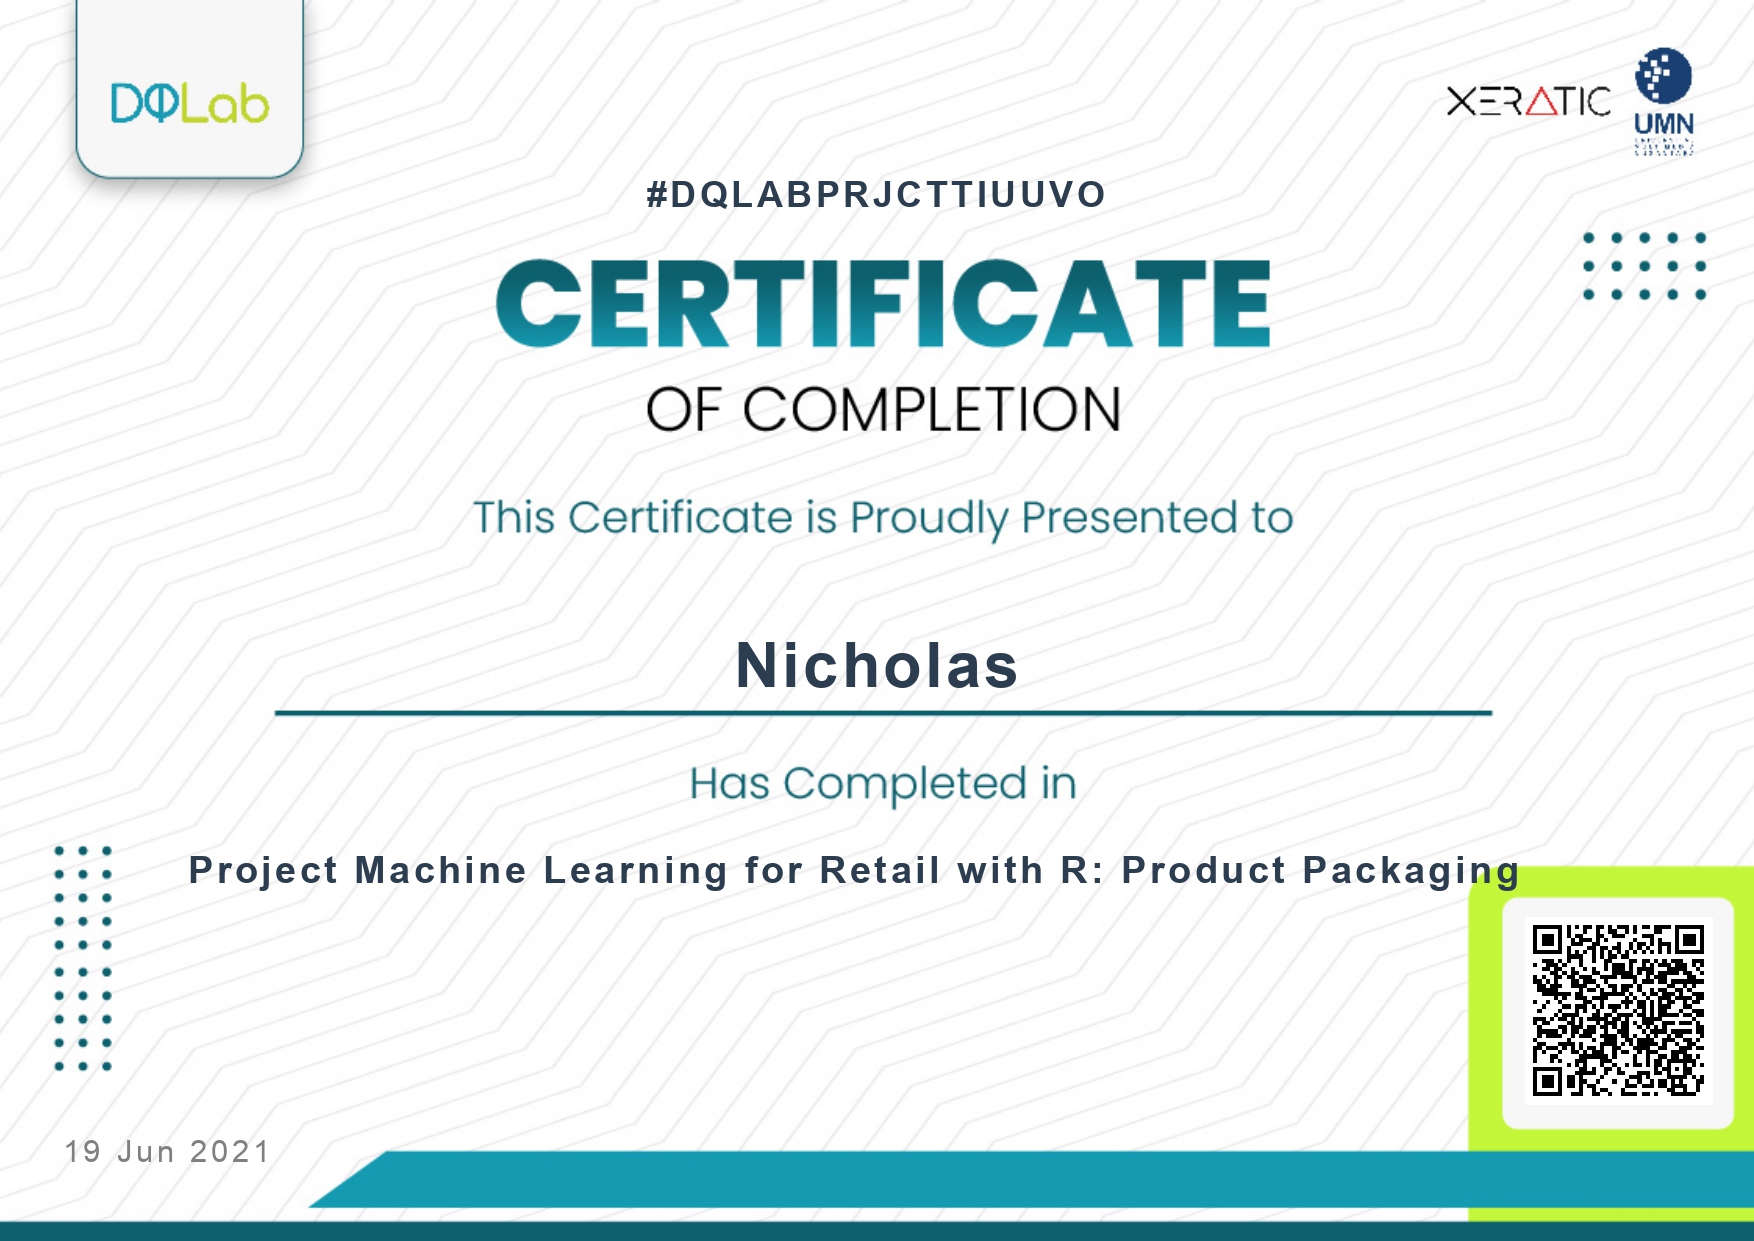 DQLab
XERATIC
UMN
#DQLABPRJCTTIUUVO
CERTIFICATE
OF COMPLETION
This Certificate is Proudly Presented to
Nicholas
Has Completed in
Project Machine Learning for Retail with R: Product Packaging
19 Jun 2021